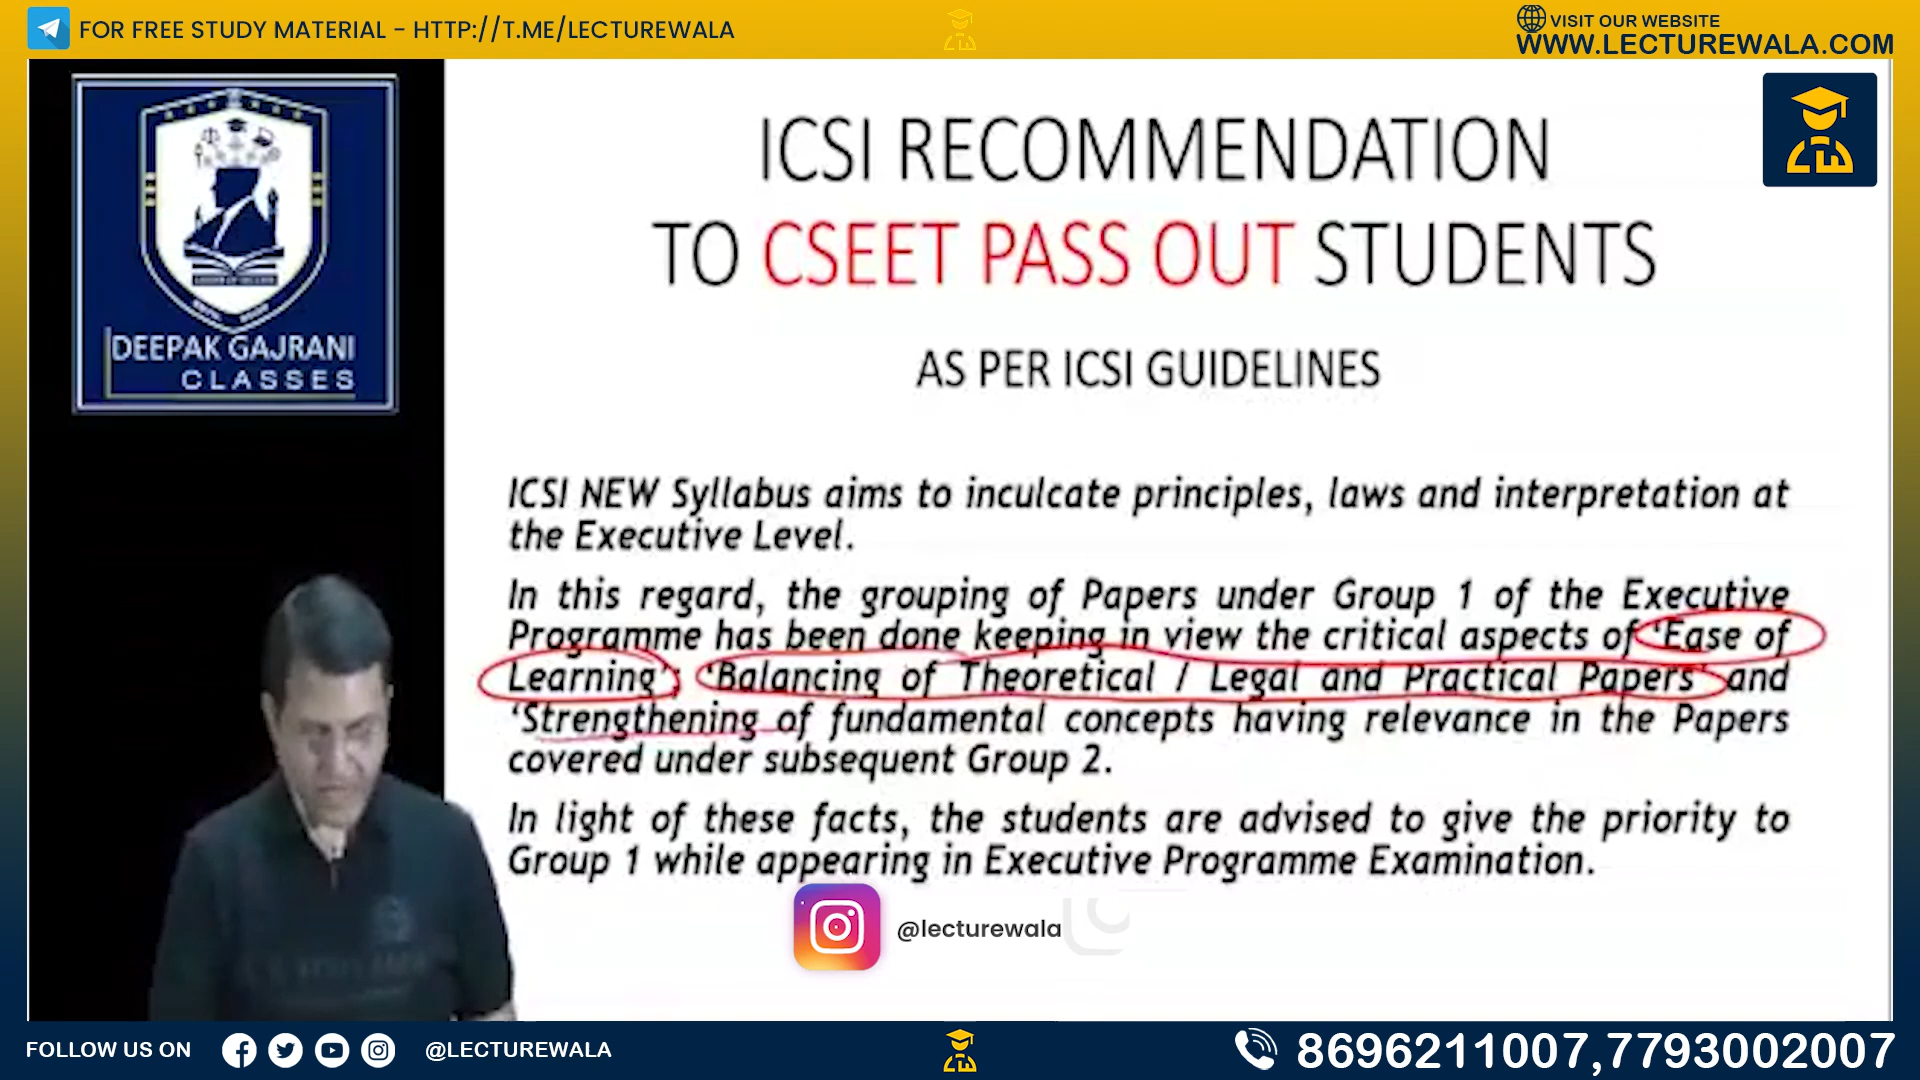 FOR FREE STUDY MATERIAL - HTTP://T.ME/LECTUREWALA
VISIT OUR WEBSITE
WWW.LECTUREWALA.COM
DEEPAK GAJRANI
CLASSES
ICSI RECOMMENDATION
TO CSEET PASS OUT STUDENTS
AS PER ICSI GUIDELINES
ICSI NEW Syllabus aims to inculcate principles, laws and interpretation at
the Executive Level.
In this regard, the grouping of Papers under Group 1 of the Executive
Programme has been done keeping in view the critical aspects of 'Ease of
Learning'; 'Balancing of Theoretical / Legal and Practical Papers' and
'Strengthening of fundamental concepts having relevance in the Papers
covered under subsequent Group 2.
In light of these facts, the students are advised to give the priority to
Group 1 while appearing in Executive Programme Examination.
@lecturewala
FOLLOW US ON
@LECTUREWALA
8696211007,7793002007